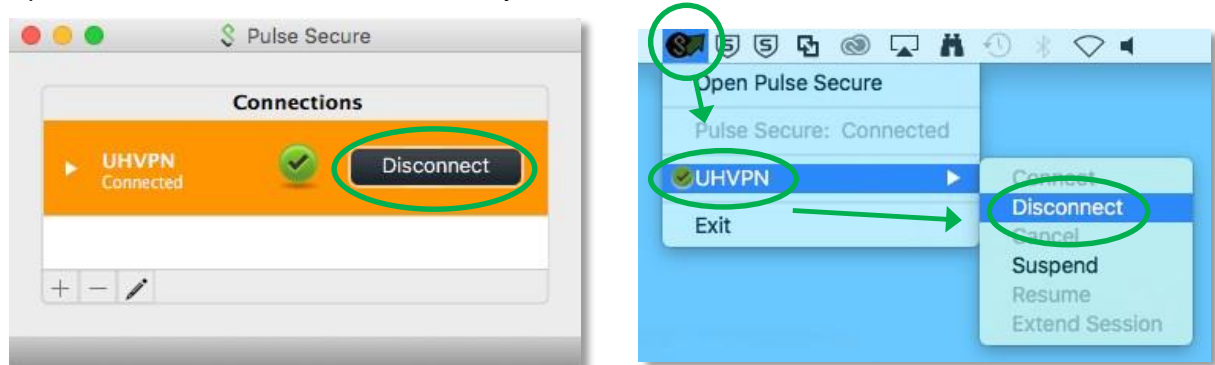 Pulse Secure
Connections
UHVPN
Connected
Disconnect
Open Pulse Secure
Pulse Secure: Connected
UHVPN
Exit
Connect
Disconnect
Cancel
Suspend
Resume
Extend Session